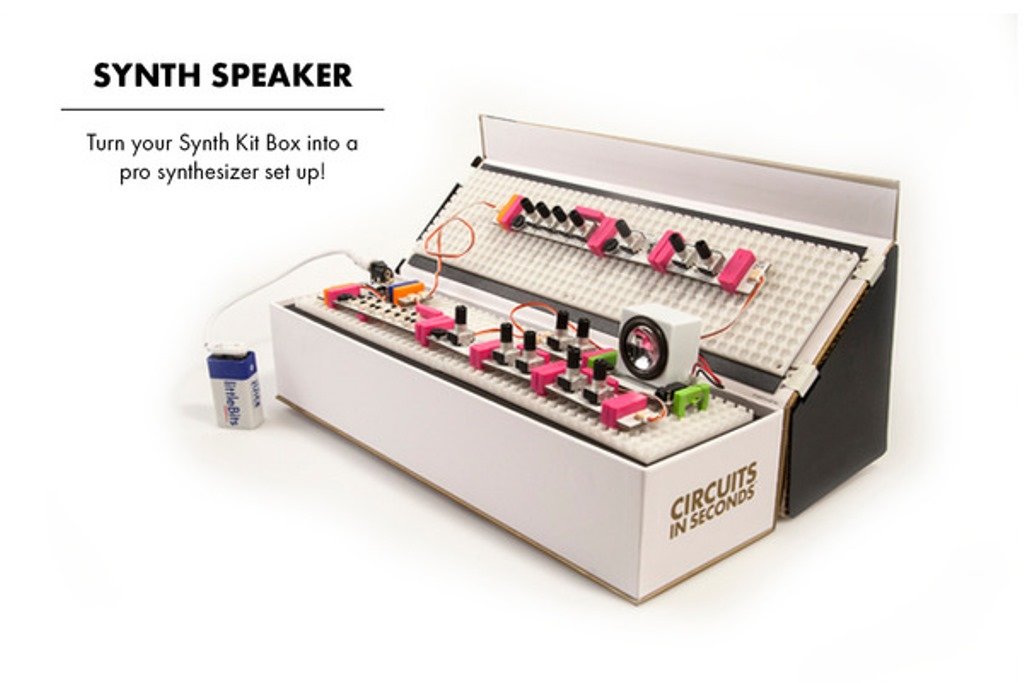 SYNTH SPEAKER
Turn your Synth Kit Box into a
pro synthesizer set up!
littleBits
CIRCUITS
IN SECONDS